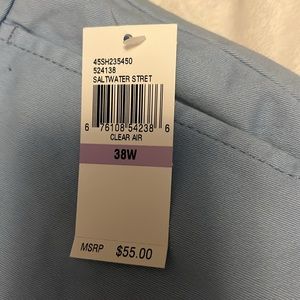 45SH235450
524138
SALTWATER STRET
6 76108 54238 6
CLEAR AIR
38W
MSRP $55.00